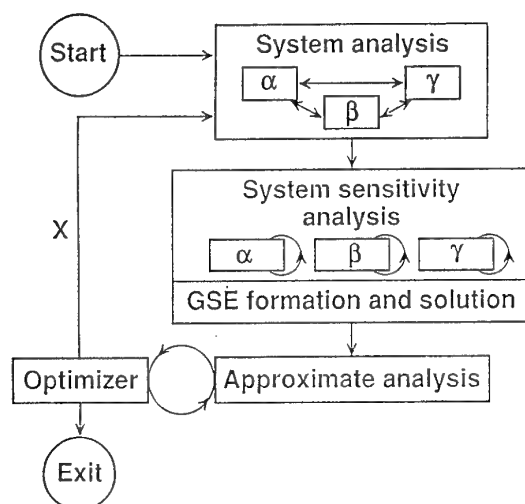 Start
System analysis
α
γ
β
System sensitivity
analysis
α
β
γ
GSE formation and solution
X
Optimizer
Approximate analysis
Exit